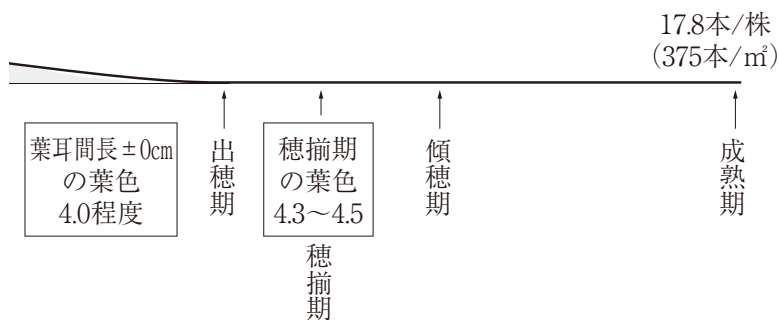 17.8本/株
(375本/㎡)
葉耳間長±0cm
の葉色
4.0程度
出穂期
穂揃期
の葉色
4.3～4.5
穂揃期
傾穂期
成熟期